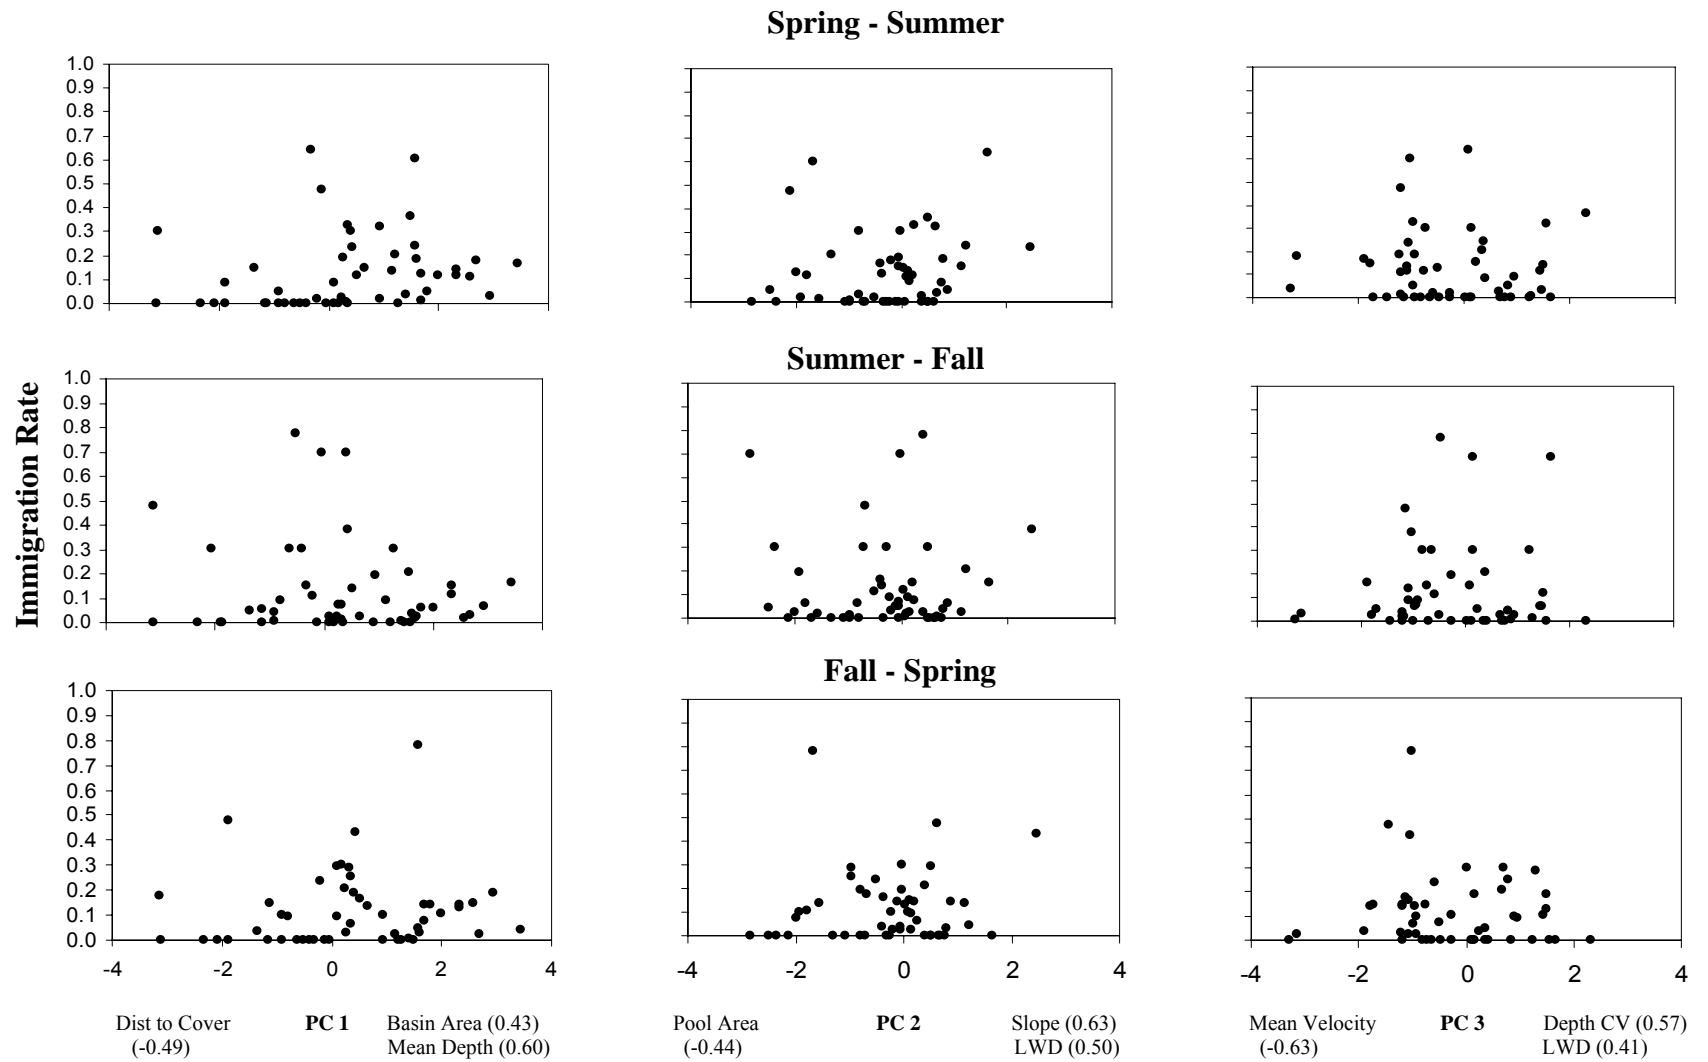 Spring - Summer
1.0
0.9
0.8
0.7
0.6
0.5
0.4
0.3
0.2
0.1
0.0
Summer - Fall
Immigration Rate
1.0
0.9
0.8
0.7
0.6
0.5
0.4
0.3
0.2
0.1
0.0
Fall - Spring
1.0
0.9
0.8
0.7
0.6
0.5
0.4
0.3
0.2
0.1
0.0
-4 -2 0 2 4
-4 -2 0 2 4
-4 -2 0 2 4
Dist to Cover
(-0.49)
PC 1
Basin Area (0.43)
Mean Depth (0.60)
Pool Area
(-0.44)
PC 2
Slope (0.63)
LWD (0.50)
Mean Velocity
(-0.63)
PC 3
Depth CV (0.57)
LWD (0.41)